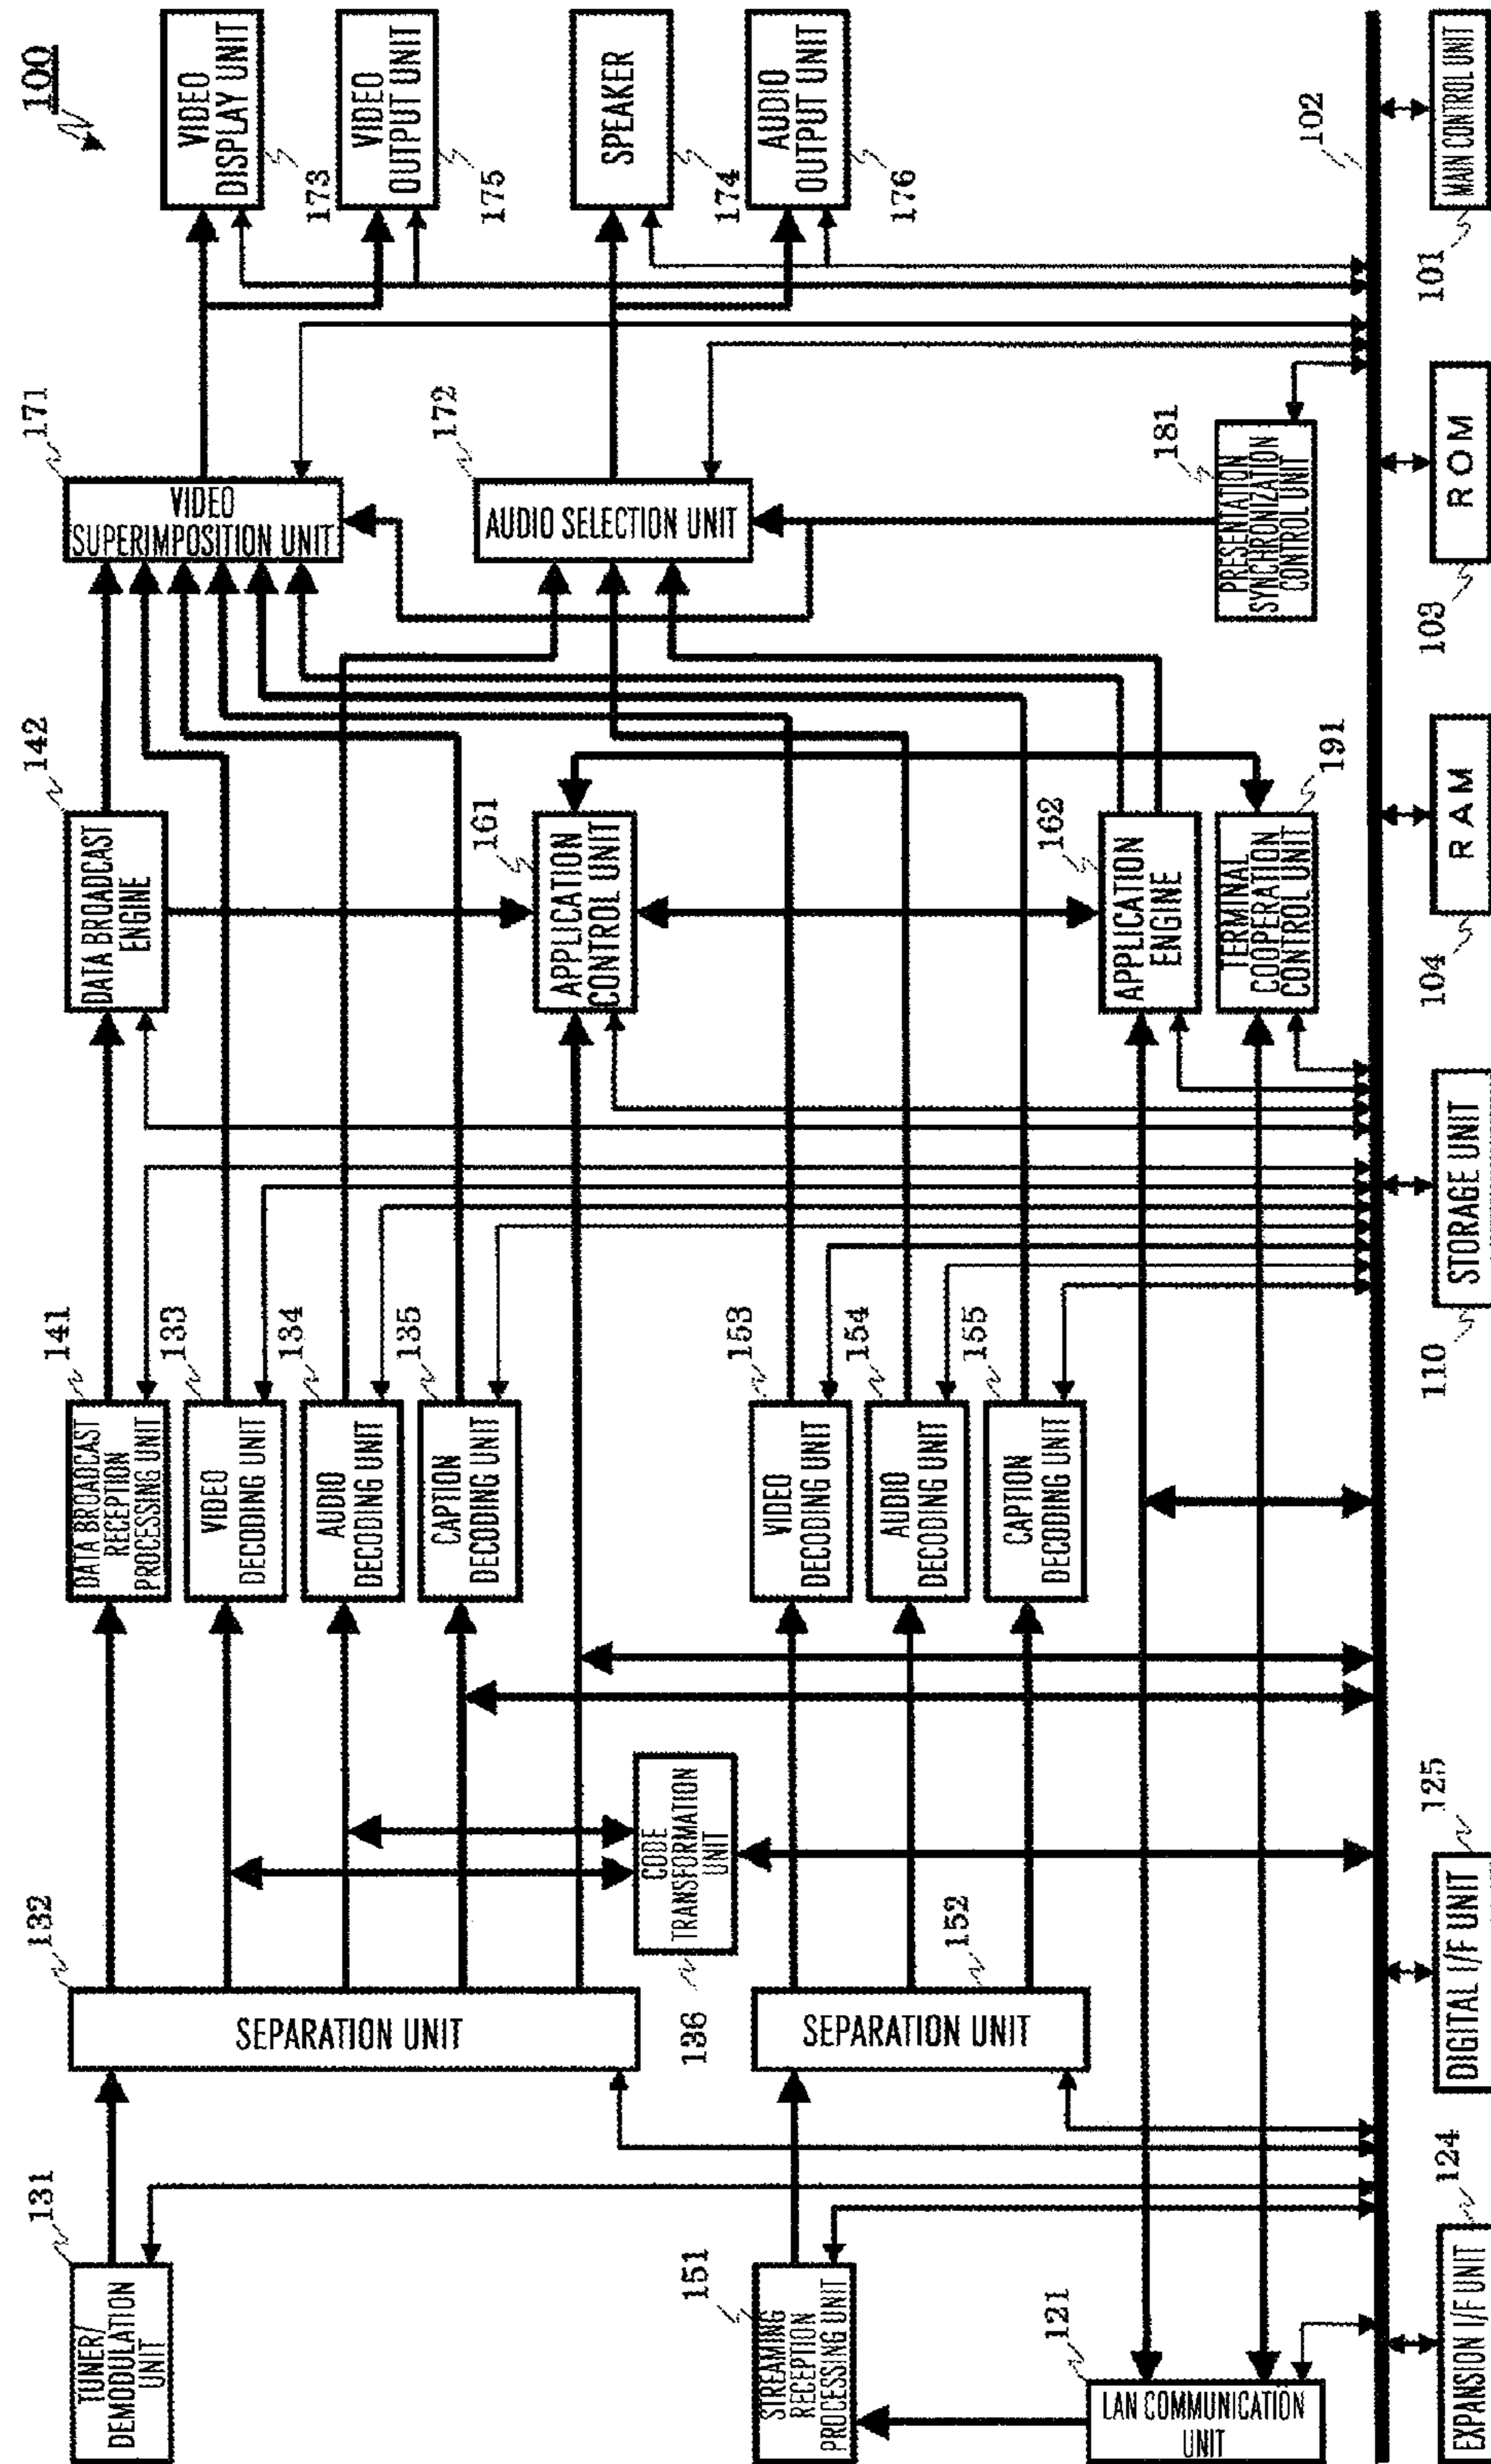 100
131
TUNER/
DEMODULATION
UNIT
132
SEPARATION UNIT
141
DATA BROADCAST
RECEPTION
PROCESSING UNIT
133
VIDEO
DECODING UNIT
134
AUDIO
DECODING UNIT
135
CAPTION
DECODING UNIT
142
DATA BROADCAST
ENGINE
171
VIDEO
SUPERIMPOSITION UNIT
VIDEO
DISPLAY UNIT
173
VIDEO
OUTPUT UNIT
175
161
APPLICATION
CONTROL UNIT
172
AUDIO SELECTION UNIT
SPEAKER
174
AUDIO
OUTPUT UNIT
176
CODE
TRANSFORMATION
UNIT
136
151
STREAMING
RECEPTION
PROCESSING UNIT
152
SEPARATION UNIT
153
VIDEO
DECODING UNIT
154
AUDIO
DECODING UNIT
155
CAPTION
DECODING UNIT
162
APPLICATION
ENGINE
191
TERMINAL
COOPERATION
CONTROL UNIT
181
PRESENTATION
SYNCHRONIZATION
CONTROL UNIT
121
LAN COMMUNICATION
UNIT
102
124
EXPANSION I/F UNIT
125
DIGITAL I/F UNIT
110
STORAGE UNIT
104
RAM
103
ROM
101
MAIN CONTROL UNIT